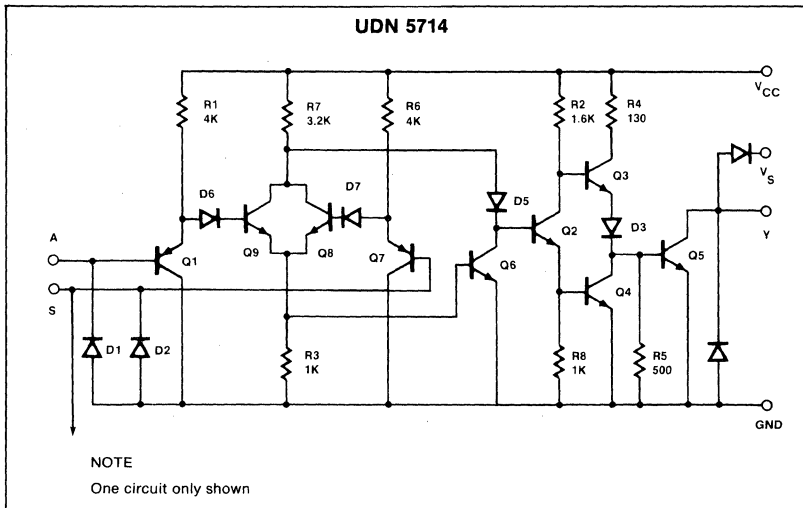 UDN 5714
R1
4K
R7
3.2K
R6
4K
R2
1.6K
R4
130
VCC
VS
Y
D6
D7
D5
Q3
D3
A
Q1
Q9
Q8
Q7
Q6
Q2
Q4
Q5
S
D1
D2
R3
1K
R8
1K
R5
500
GND
NOTE
One circuit only shown